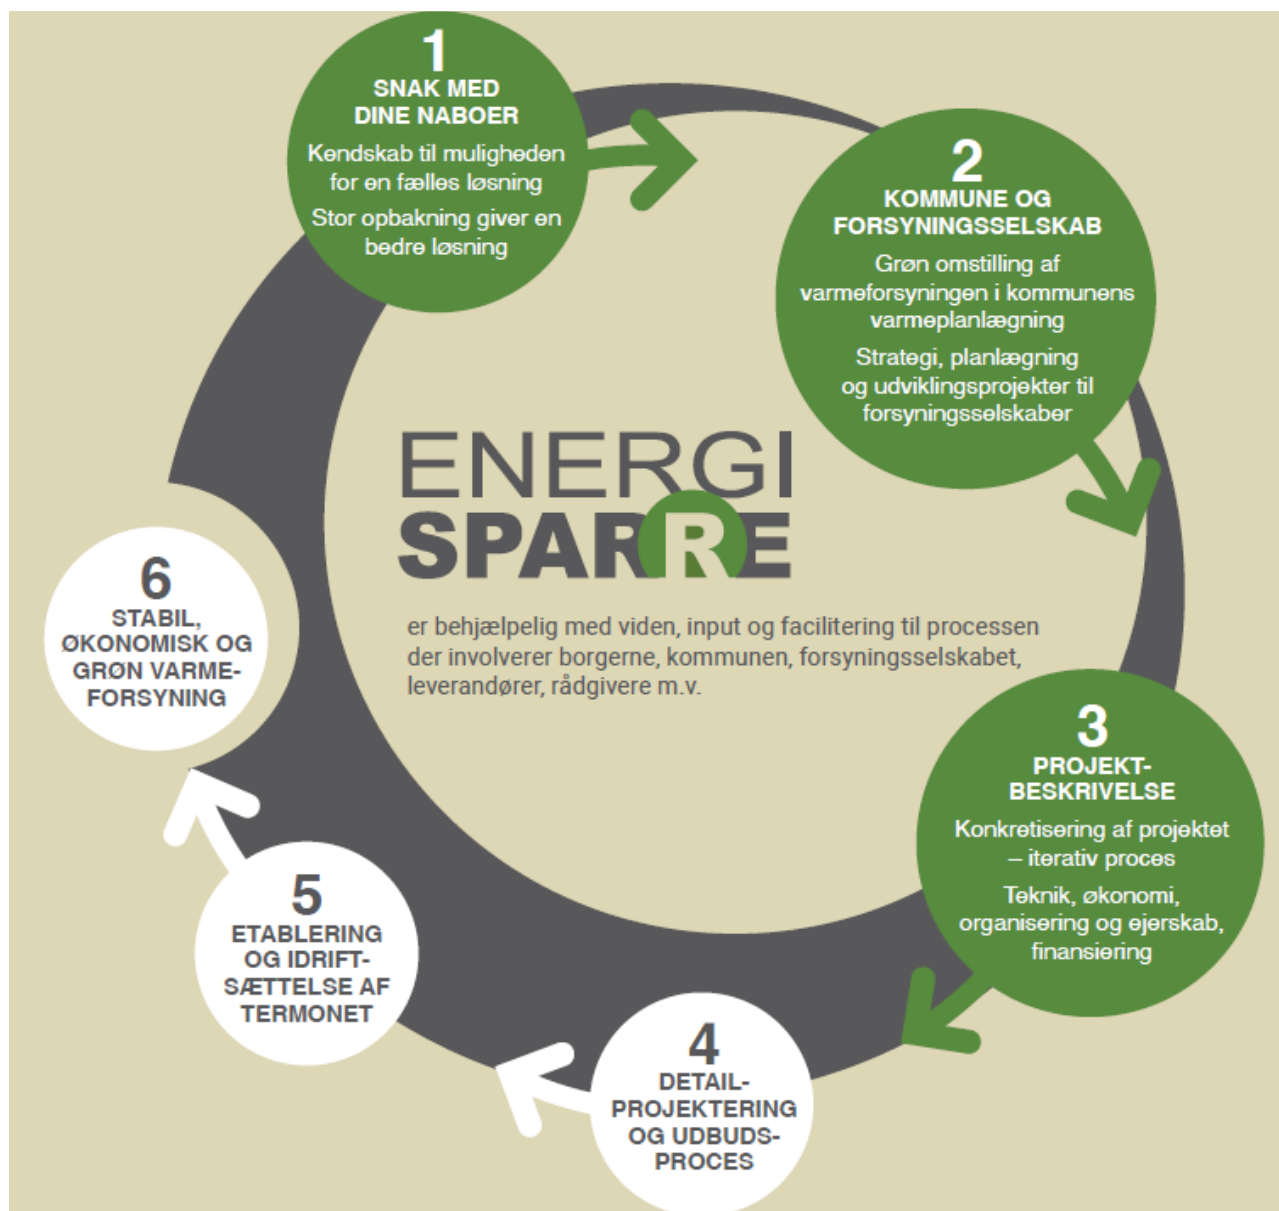 1
SNAK MED
DINE NABOER
Kendskab til muligheden
for en fælles løsning
Stor opbakning giver en
bedre løsning
2
KOMMUNE OG
FORSYNINGSSELSKAB
Grøn omstilling af
varmeforsyningen i kommunens
varmeplanlægning
Strategi, planlægning
og udviklingsprojekter til
forsyningsselskaber
ENERGI
SPARRE
er behjælpelig med viden, input og facilitering til processen
der involverer borgerne, kommunen, forsyningsselskabet,
leverandører, rådgivere m.v.
3
PROJEKT-
BESKRIVELSE
Konkretisering af projektet
– iterativ proces
Teknik, økonomi,
organisering og ejerskab,
finansiering
4
DETAIL-
PROJEKTERING
OG UDBUDS-
PROCES
5
ETABLERING
OG IDRIFT-
SÆTTELSE AF
TERMONET
6
STABIL,
ØKONOMISK OG
GRØN VARME-
FORSYNING